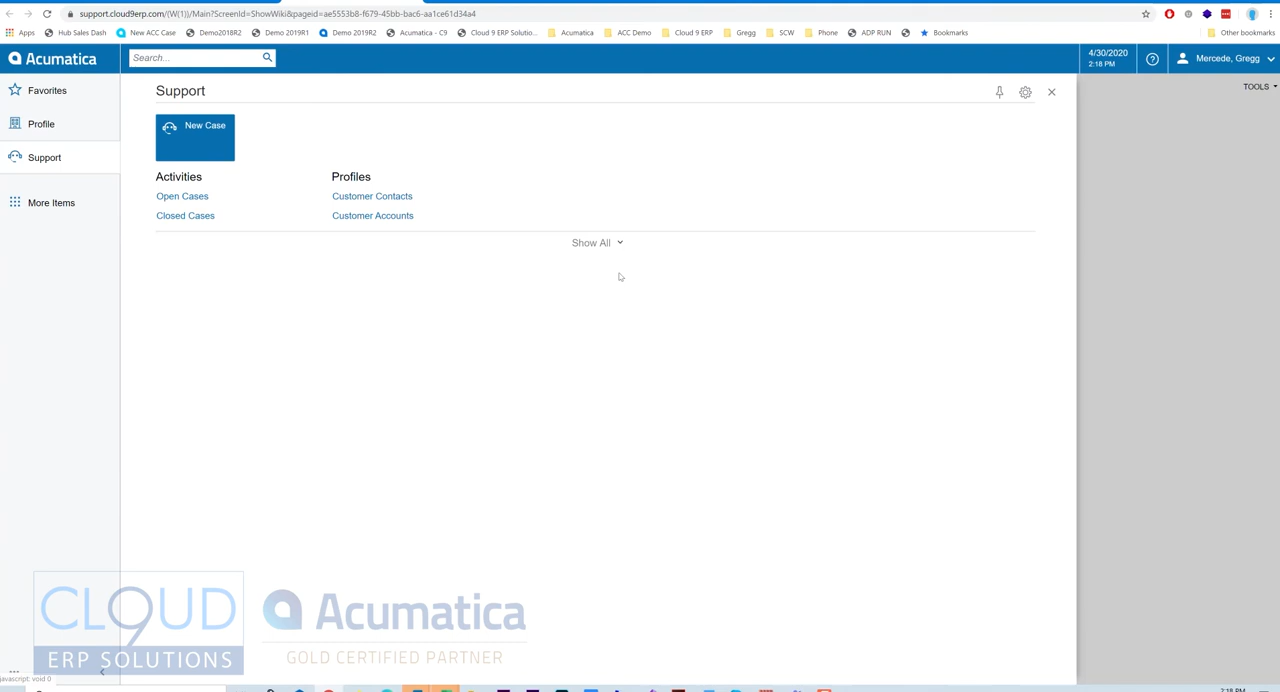 support.cloud9erp.com/(W(1))/Main?ScreenId=ShowWiki&pageid=ae5553b8-f679-45bb-bac6-aa1ce61d34a4
Apps Hub Sales Dash New ACC Case Demo2018R2 Demo 2019R1 Demo 2019R2 Acumatica - C9 Cloud 9 ERP Solutio... Acumatica ACC Demo Cloud 9 ERP Gregg SCW Phone ADP RUN Bookmarks Other bookmarks
Acumatica Search... 4/30/2020 2:18 PM Mercede, Gregg
TOOLS
Favorites
Profile
Support
More Items
Support
New Case
Activities
Open Cases
Closed Cases
Profiles
Customer Contacts
Customer Accounts
Show All
CL9UD
ERP SOLUTIONS
Acumatica
GOLD CERTIFIED PARTNER
javascript: void 0
2:18 PM